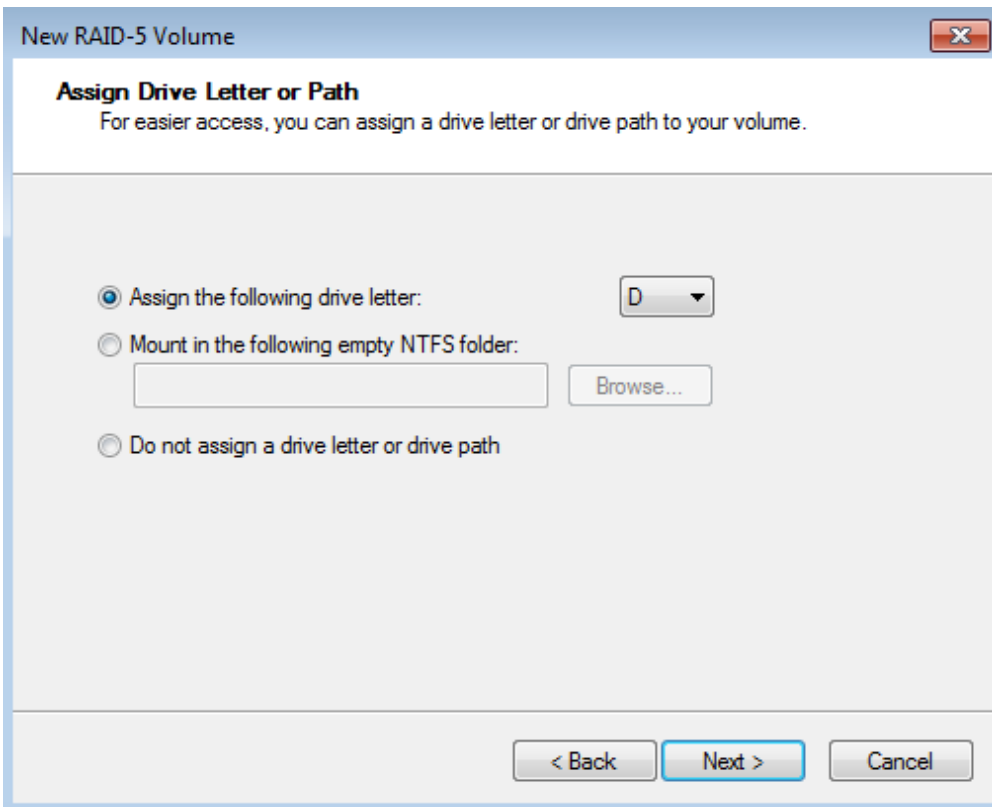 New RAID-5 Volume
Assign Drive Letter or Path
For easier access, you can assign a drive letter or drive path to your volume.
Assign the following drive letter: D
Mount in the following empty NTFS folder:
Browse...
Do not assign a drive letter or drive path
< Back Next > Cancel